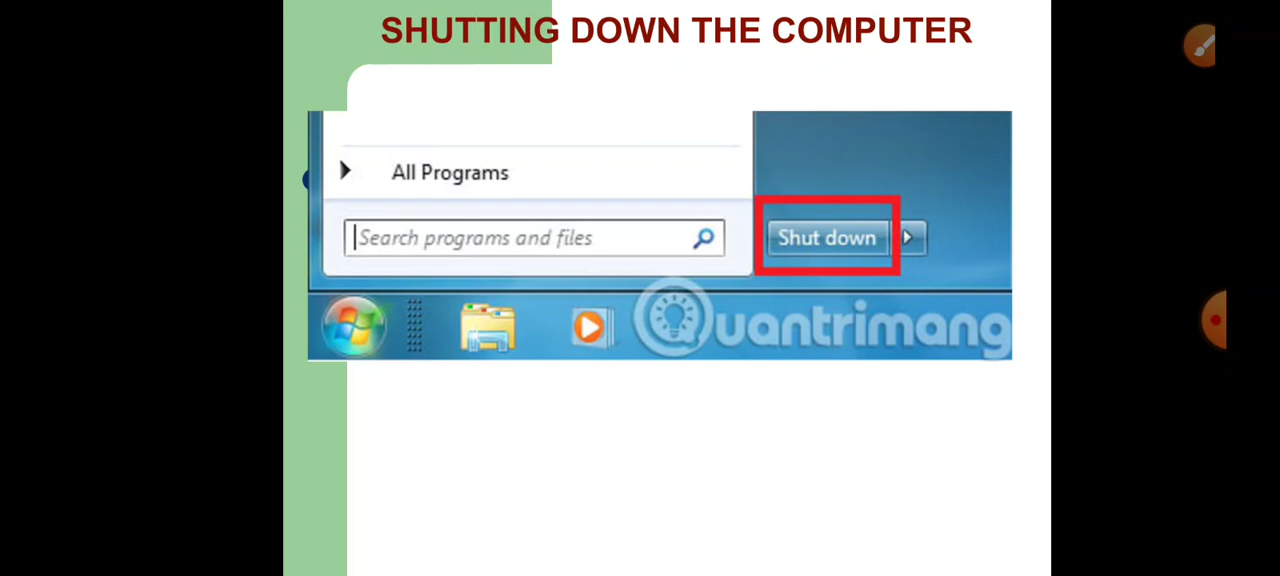 SHUTTING DOWN THE COMPUTER
All Programs
Search programs and files
Shut down
Quantrimang